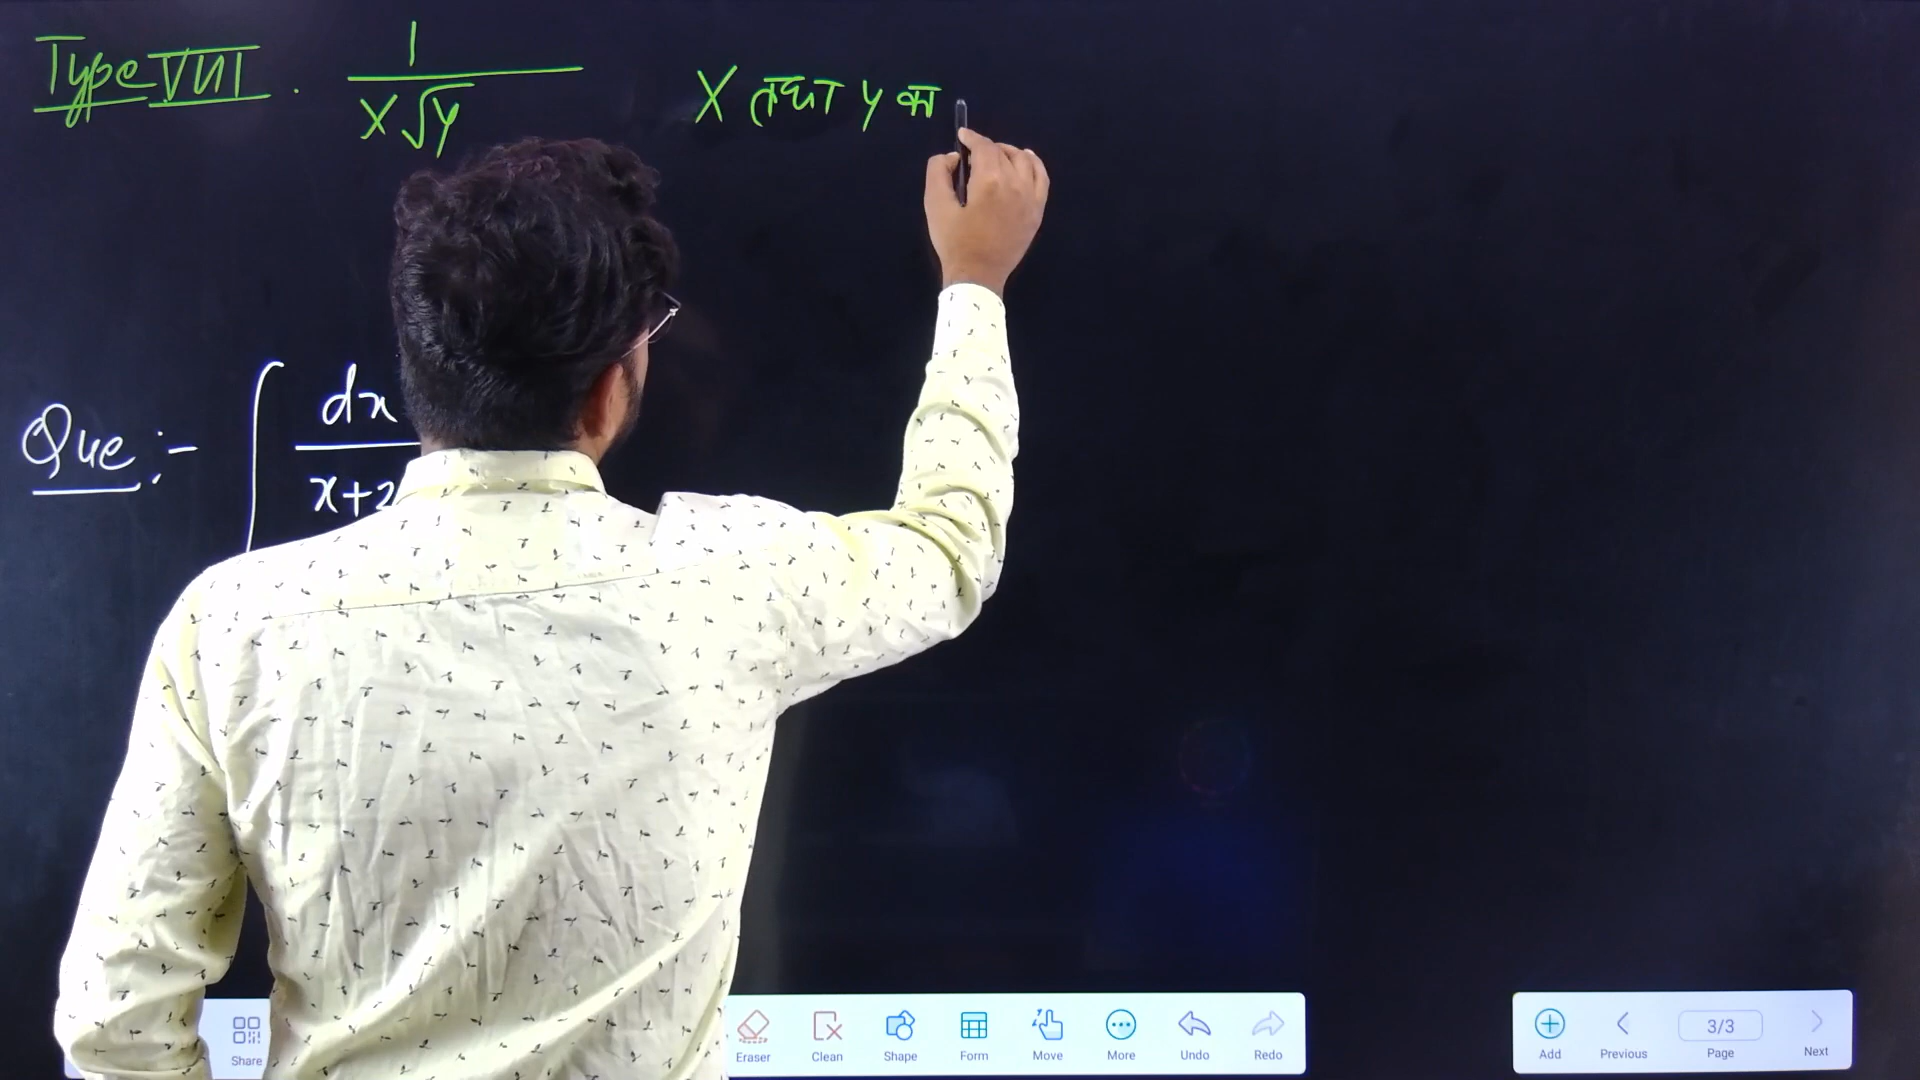 Type VIII. 1/(X√Y) X तथा Y का
Que :- ∫ dx/(x+2
Share Eraser Clean Shape Form Move More Undo Redo Add Previous 3/3 Page Next